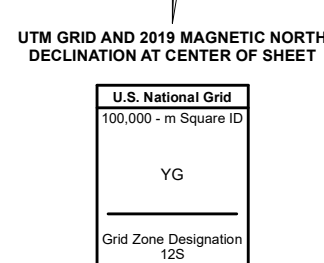 UTM GRID AND 2019 MAGNETIC NORTH
DECLINATION AT CENTER OF SHEET
U.S. National Grid
100,000 - m Square ID
YG
Grid Zone Designation
12S